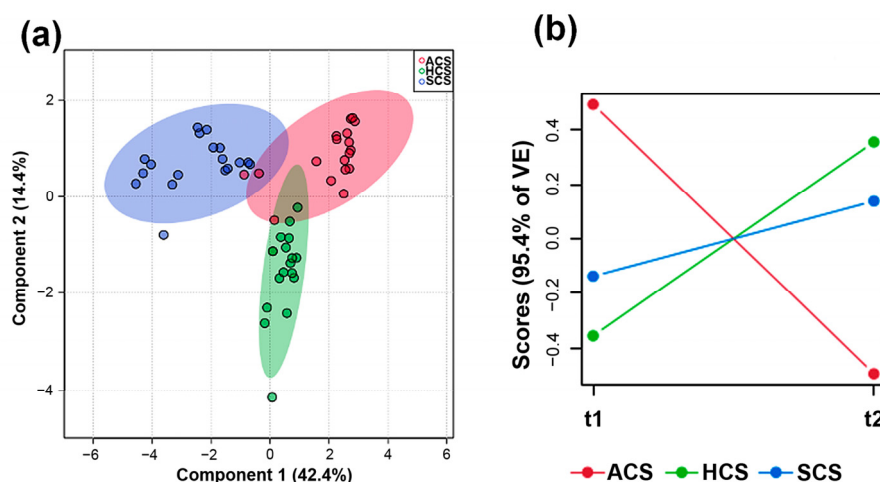 (a)
ACS
HCS
SCS
Component 2 (14.4%)
2
0
−2
−4
−6
−4
−2
0
2
4
6
Component 1 (42.4%)
(b)
Scores (95.4% of VE)
0.4
0.2
0.0
−0.2
−0.4
t1
t2
ACS HCS SCS